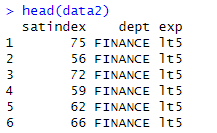 > head(data2)
satindex dept exp
1 75 FINANCE lt5
2 56 FINANCE lt5
3 72 FINANCE lt5
4 59 FINANCE lt5
5 62 FINANCE lt5
6 66 FINANCE lt5